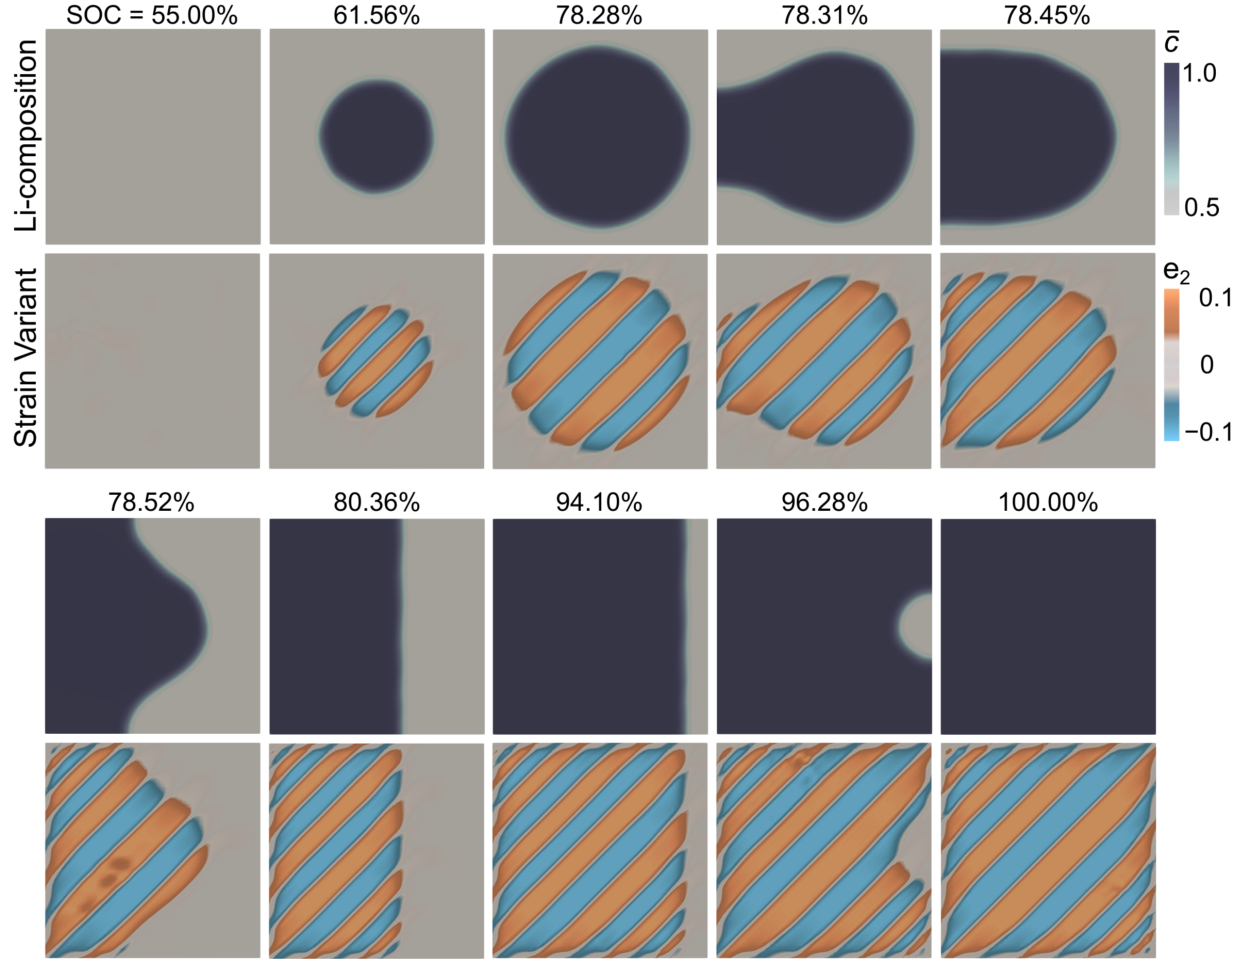 SOC = 55.00% 61.56% 78.28% 78.31% 78.45%
Li-composition
c̄
1.0
0.5
Strain Variant
e₂
0.1
0
−0.1
78.52% 80.36% 94.10% 96.28% 100.00%